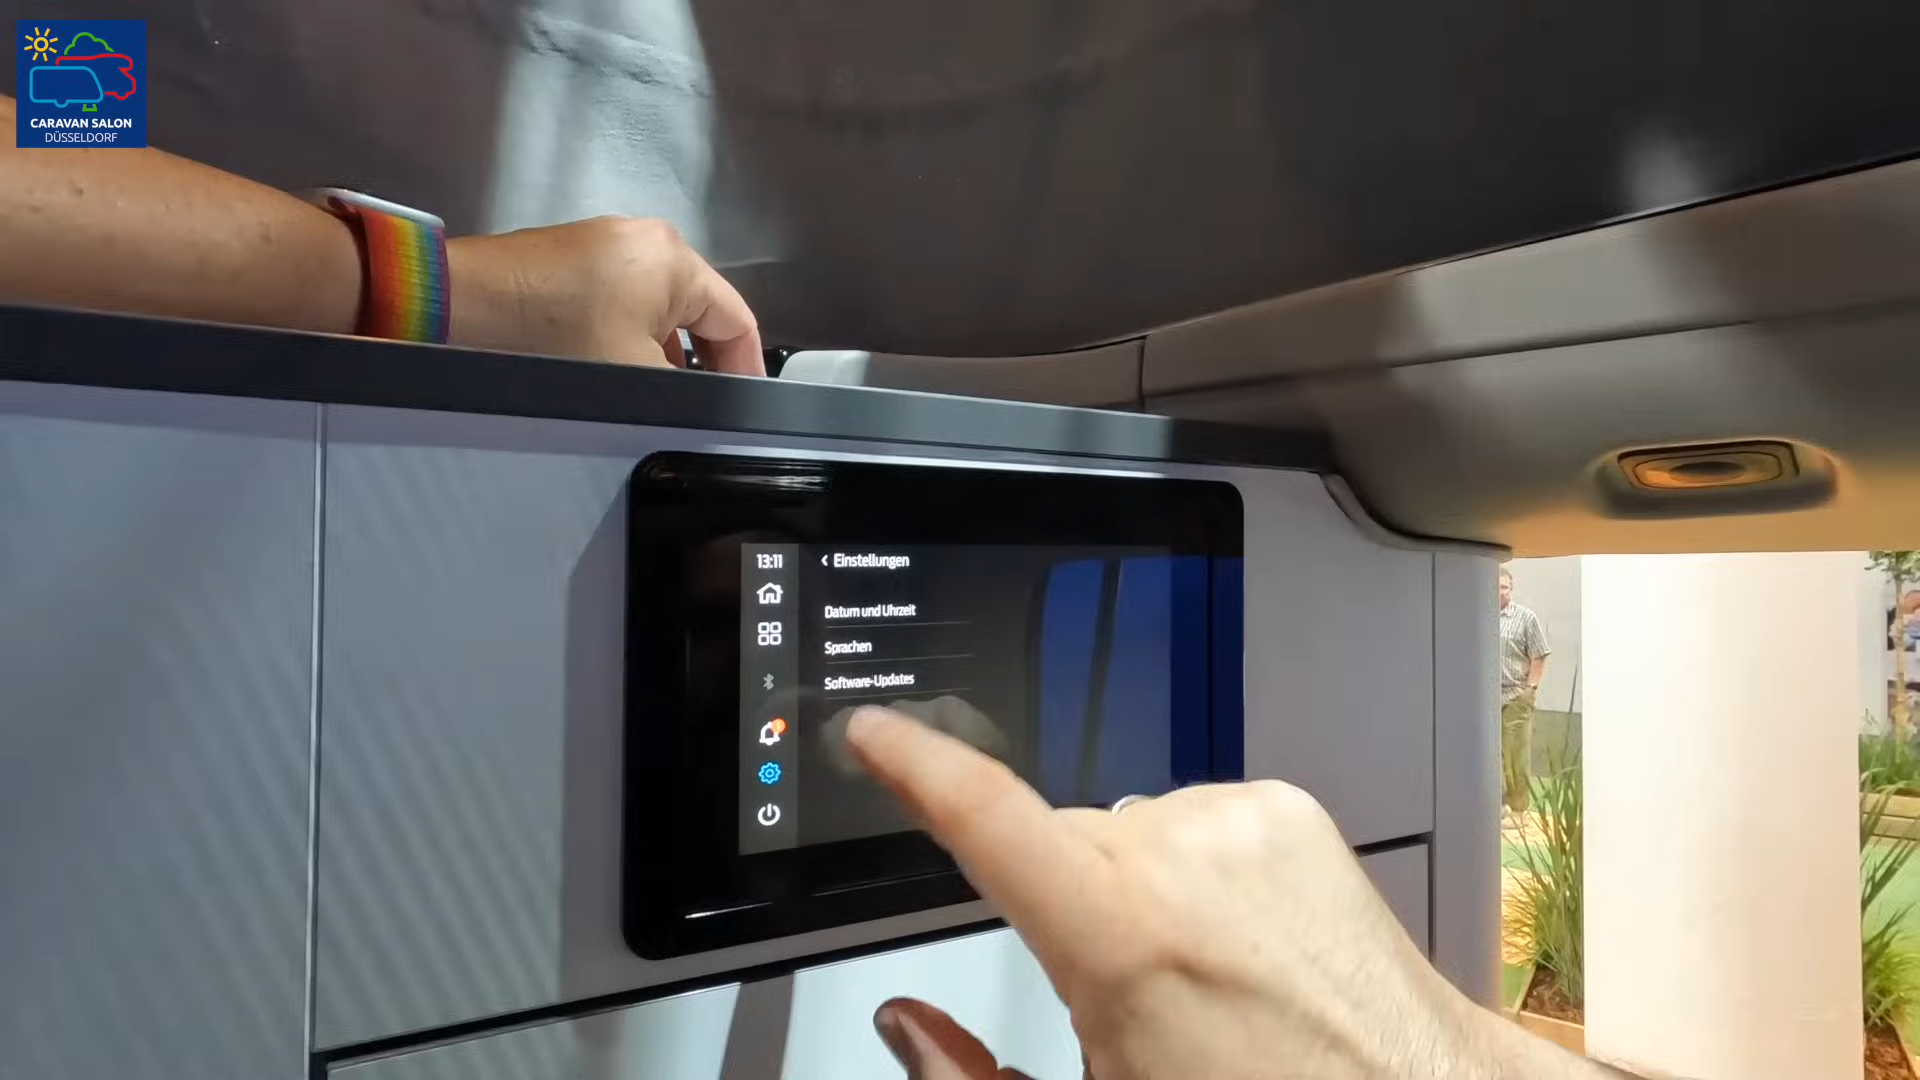 CARAVAN SALON
DÜSSELDORF
13:11
Einstellungen
Datum und Uhrzeit
Sprachen
Software-Updates